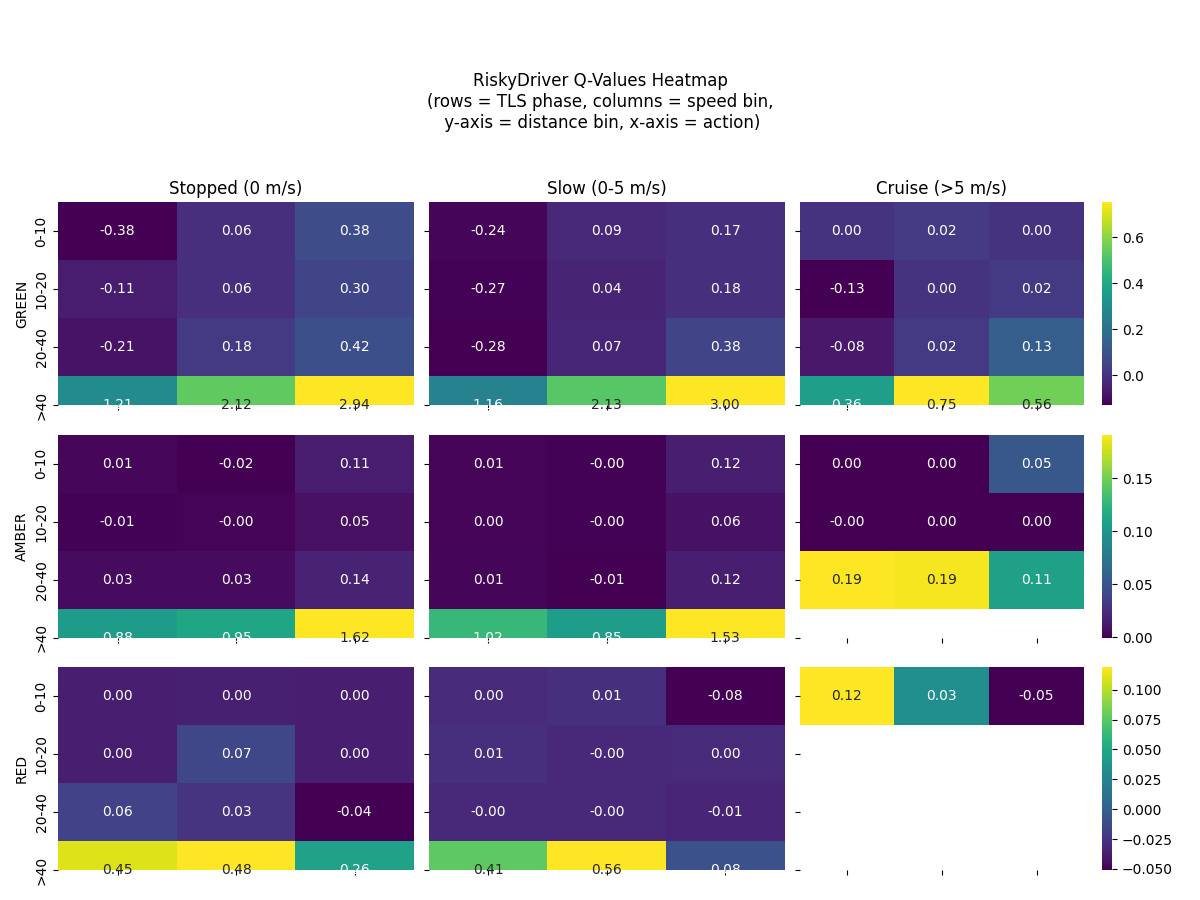 RiskyDriver Q-Values Heatmap
(rows = TLS phase, columns = speed bin,
y-axis = distance bin, x-axis = action)
Stopped (0 m/s) Slow (0-5 m/s) Cruise (>5 m/s)
GREEN
0-10 -0.38 0.06 0.38 -0.24 0.09 0.17 0.00 0.02 0.00
10-20 -0.11 0.06 0.30 -0.27 0.04 0.18 -0.13 0.00 0.02
20-40 -0.21 0.18 0.42 -0.28 0.07 0.38 -0.08 0.02 0.13
>40 1.21 2.12 2.94 1.16 2.13 3.00 0.36 0.75 0.56
0.6
0.4
0.2
0.0
AMBER
0-10 0.01 -0.02 0.11 0.01 -0.00 0.12 0.00 0.00 0.05
10-20 -0.01 -0.00 0.05 0.00 -0.00 0.06 -0.00 0.00 0.00
20-40 0.03 0.03 0.14 0.01 -0.01 0.12 0.19 0.19 0.11
>40 0.88 0.95 1.62 1.02 0.85 1.53
0.15
0.10
0.05
0.00
RED
0-10 0.00 0.00 0.00 0.00 0.01 -0.08 0.12 0.03 -0.05
10-20 0.00 0.07 0.00 0.01 -0.00 0.00
20-40 0.06 0.03 -0.04 -0.00 -0.00 -0.01
>40 0.45 0.48 0.26 0.41 0.56 0.08
0.100
0.075
0.050
0.025
0.000
−0.025
−0.050